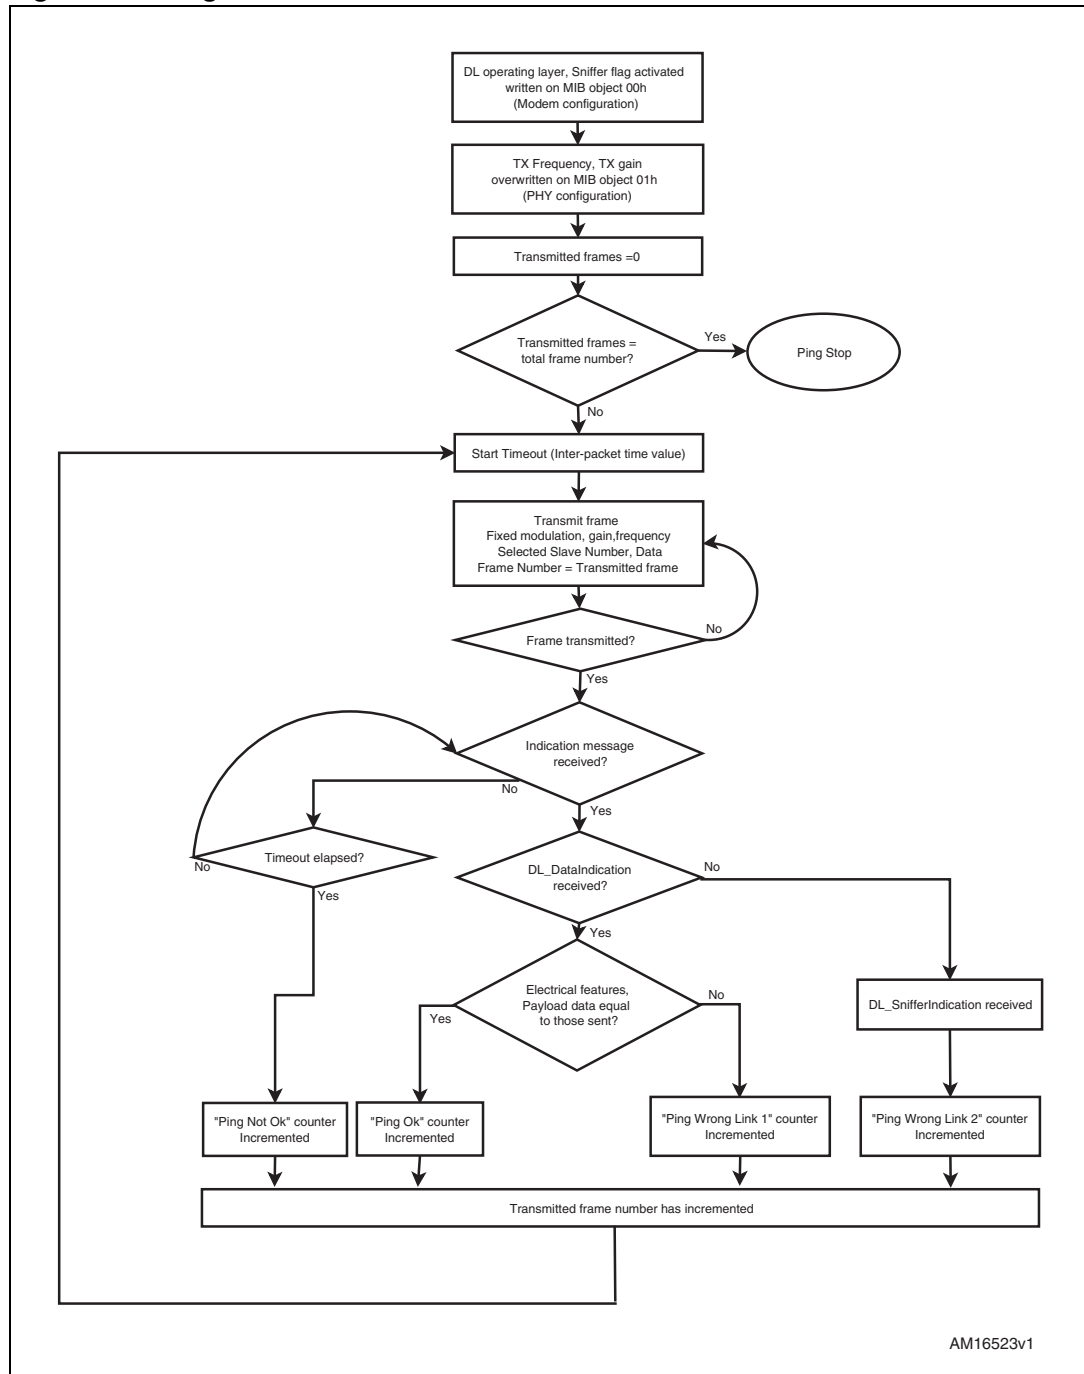 DL operating layer, Sniffer flag activated
written on MIB object 00h
(Modem configuration)
TX Frequency, TX gain
overwritten on MIB object 01h
(PHY configuration)
Transmitted frames =0
Transmitted frames =
total frame number?
Yes
Ping Stop
No
Start Timeout (Inter-packet time value)
Transmit frame
Fixed modulation, gain,frequency
Selected Slave Number, Data
Frame Number = Transmitted frame
Frame transmitted?
No
Yes
Indication message
received?
No
Yes
Timeout elapsed?
No
Yes
DL_DataIndication
received?
No
Yes
Electrical features,
Payload data equal
to those sent?
Yes
No
DL_SnifferIndication received
"Ping Not Ok" counter
Incremented
"Ping Ok" counter
Incremented
"Ping Wrong Link 1" counter
Incremented
"Ping Wrong Link 2" counter
Incremented
Transmitted frame number has incremented
AM16523v1